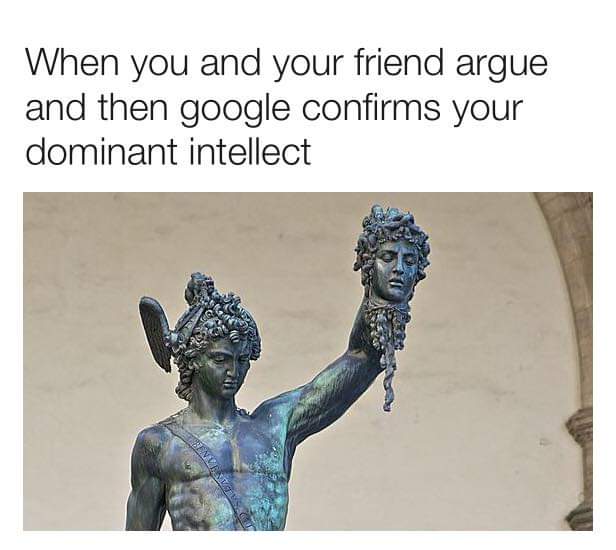 When you and your friend argue
and then google confirms your
dominant intellect